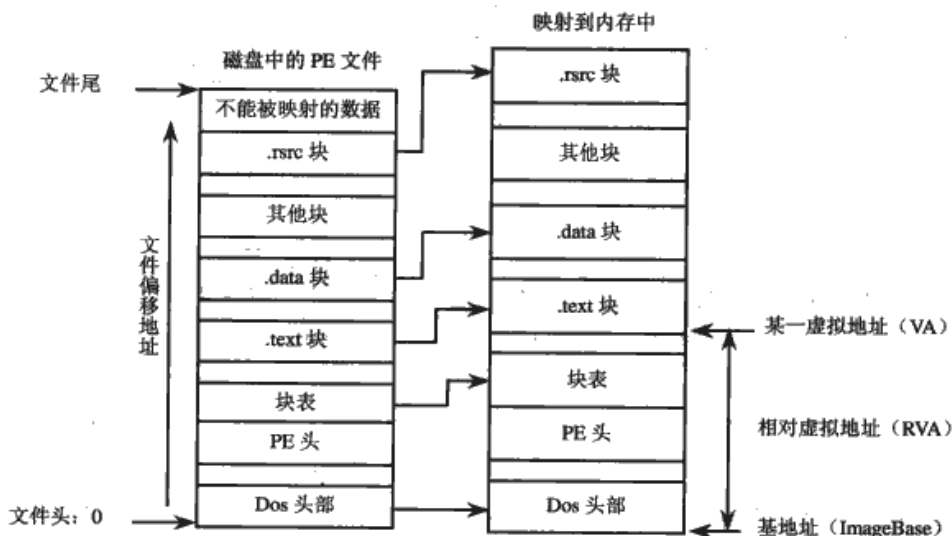 映射到内存中
磁盘中的 PE 文件
文件尾
不能被映射的数据
.rsrc 块
其他块
.data 块
.text 块
块表
PE 头
Dos 头部
文件偏移地址
文件头：0
.rsrc 块
其他块
.data 块
.text 块
块表
PE 头
Dos 头部
某一虚拟地址（VA）
相对虚拟地址（RVA）
基地址（ImageBase）